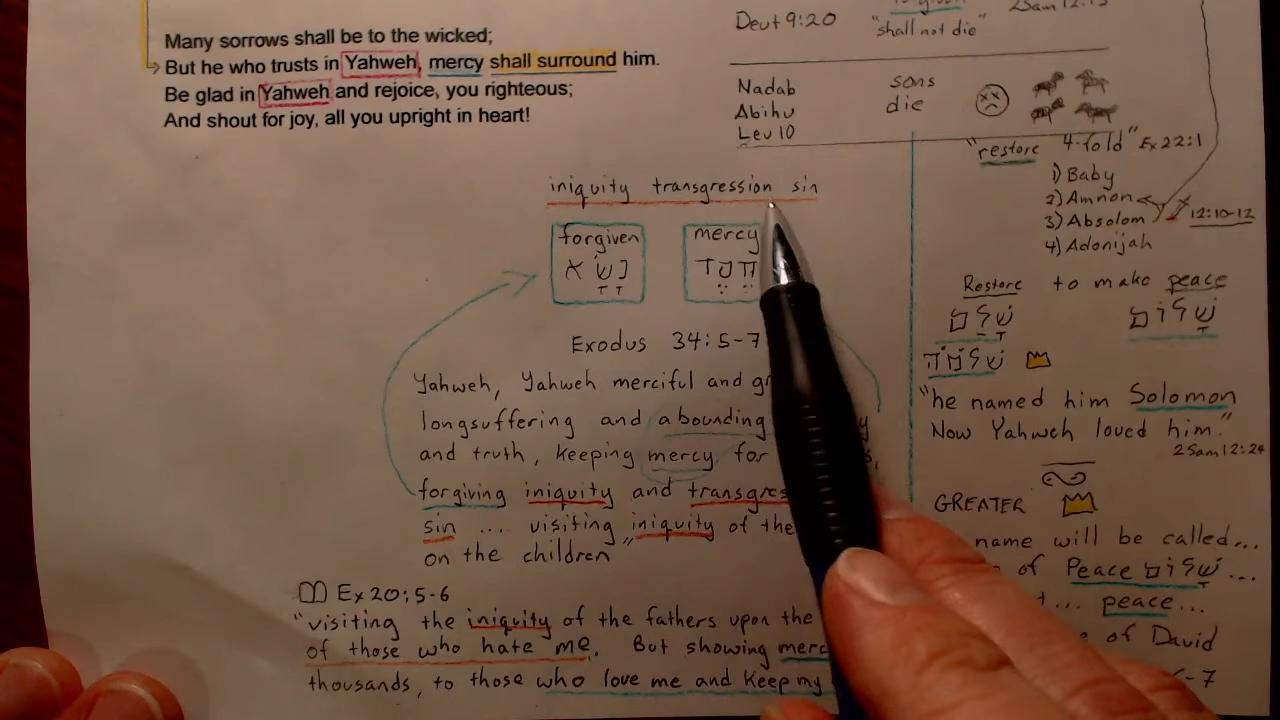 Many sorrows shall be to the wicked;
But he who trusts in Yahweh, mercy shall surround him.
Be glad in Yahweh and rejoice, you righteous;
And shout for joy, all you upright in heart!
Deut 9:20
"shall not die"
Nadab
Abihu
Lev 10
sons
die
iniquity transgression sin
forgiven
נָשָׂא
mercy
Exodus 34:5-7
Yahweh, Yahweh merciful and
longsuffering and abounding
and truth, keeping mercy for
forgiving iniquity and
sin ... visiting iniquity of the
on the children"
Ex 20:5-6
"visiting the iniquity of the fathers upon the
of those who hate me. But showing
thousands, to those who love me and keep my
"restore 4-fold" Ex 22:1
1) Baby
2) Amnon
3) Absolom
4) Adonijah
12:10-12
Restore to make peace
שָׁלַם שָׁלוֹם
שְׁלֹמֹה
"he named him Solomon
Now Yahweh loved him."
2Sam 12:24
GREATER
name will be called...
of Peace שָׁלוֹם ...
... peace...
of David